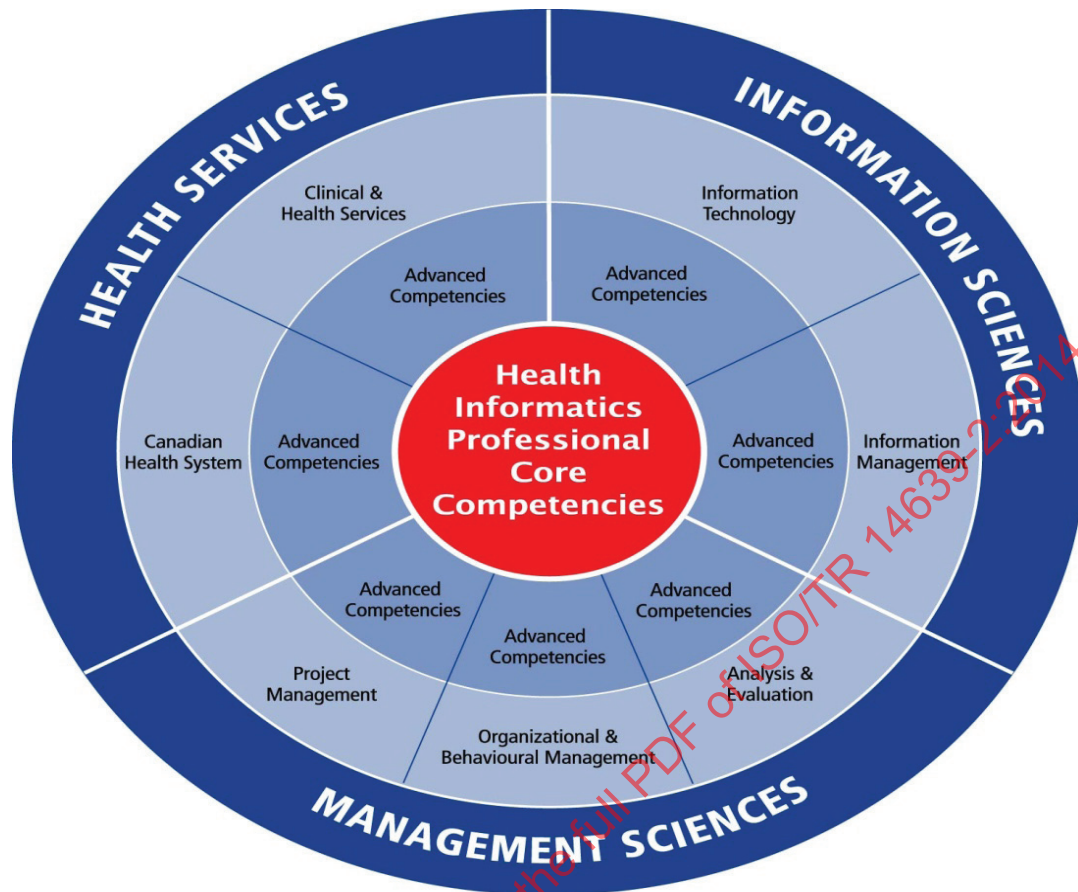 HEALTH SERVICES
INFORMATION SCIENCES
Clinical &
Health Services
Information
Technology
Advanced
Competencies
Advanced
Competencies
Health
Informatics
Professional
Core
Competencies
Canadian
Health System
Advanced
Competencies
Advanced
Competencies
Information
Management
Advanced
Competencies
Advanced
Competencies
Advanced
Competencies
Project
Management
Organizational &
Behavioural Management
Analysis &
Evaluation
MANAGEMENT SCIENCES
the full PDF of ISO/TR 14639-2:2014